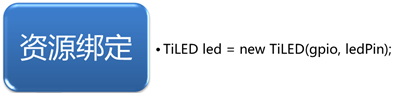 资源绑定
• TiLED led = new TiLED(gpio, ledPin);